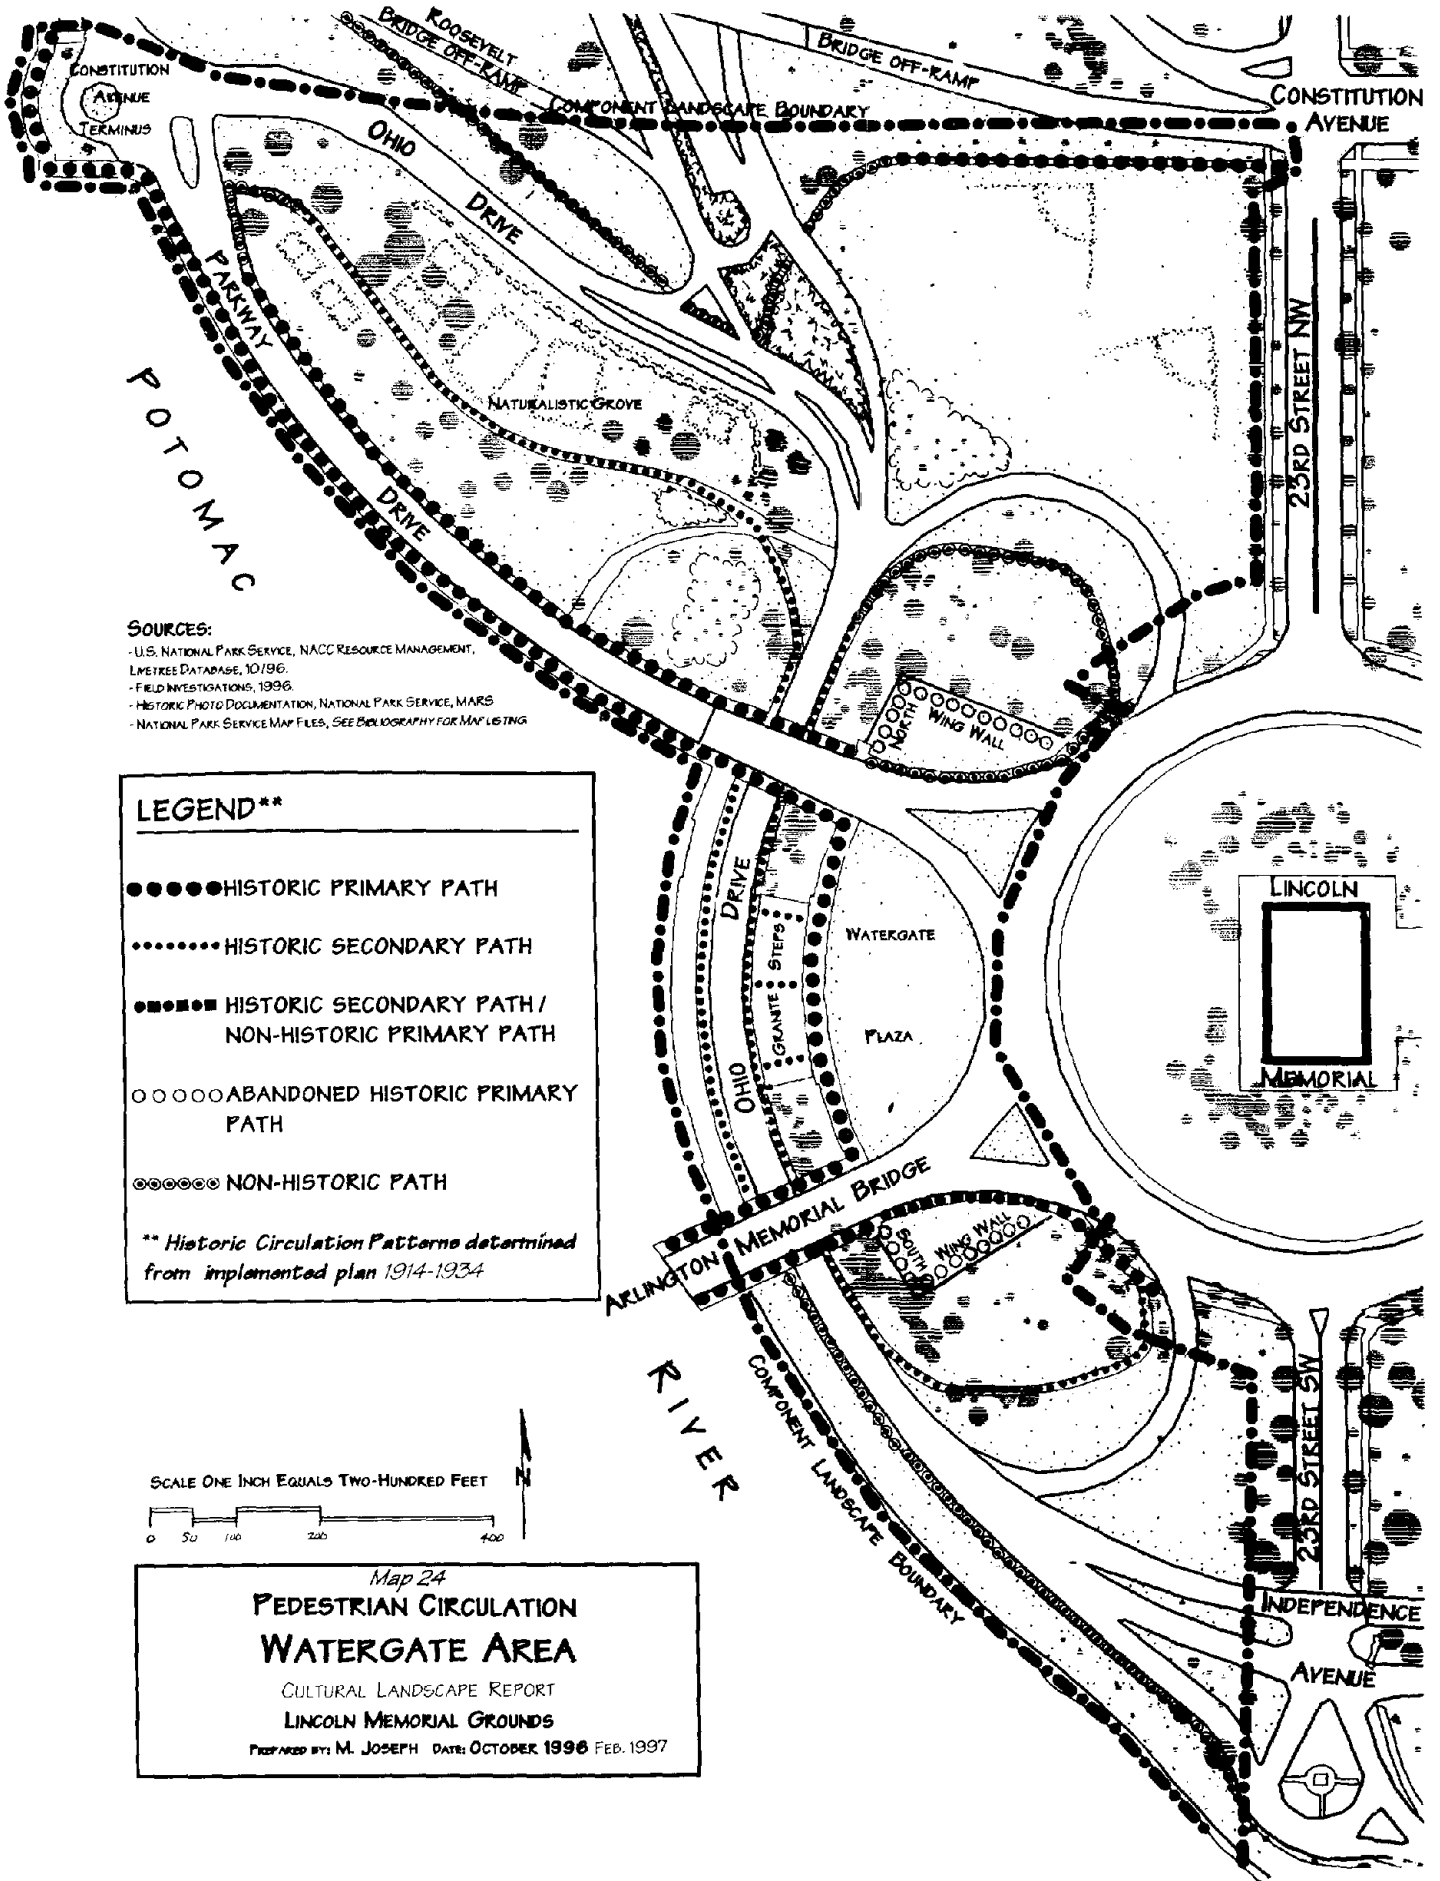 ROOSEVELT
BRIDGE OFF-RAMP
BRIDGE OFF-RAMP
CONSTITUTION
AVENUE
TERMINUS
COMPONENT LANDSCAPE BOUNDARY
CONSTITUTION
AVENUE
OHIO
DRIVE
PARKWAY
DRIVE
23RD STREET NW
NATURALISTIC GROVE
POTOMAC
SOURCES:
- U.S. NATIONAL PARK SERVICE, NACC RESOURCE MANAGEMENT,
LIVETREE DATABASE, 10/96.
- FIELD INVESTIGATIONS, 1996.
- HISTORIC PHOTO DOCUMENTATION, NATIONAL PARK SERVICE, MARS
- NATIONAL PARK SERVICE MAP FILES, SEE BIBLIOGRAPHY FOR MAP LISTING
NORTH
WING WALL
LEGEND**
HISTORIC PRIMARY PATH
HISTORIC SECONDARY PATH
HISTORIC SECONDARY PATH /
NON-HISTORIC PRIMARY PATH
ABANDONED HISTORIC PRIMARY
PATH
NON-HISTORIC PATH
** Historic Circulation Patterns determined
from implemented plan 1914-1934
OHIO DRIVE
GRANITE STEPS
WATERGATE
PLAZA
LINCOLN
MEMORIAL
ARLINGTON MEMORIAL BRIDGE
SOUTH
WING WALL
RIVER
COMPONENT LANDSCAPE BOUNDARY
23RD STREET SW
INDEPENDENCE
AVENUE
SCALE ONE INCH EQUALS TWO-HUNDRED FEET
N
0 50 100 200 400
Map 24
PEDESTRIAN CIRCULATION
WATERGATE AREA
CULTURAL LANDSCAPE REPORT
LINCOLN MEMORIAL GROUNDS
PREPARED BY: M. JOSEPH DATE: OCTOBER 1996 FEB. 1997